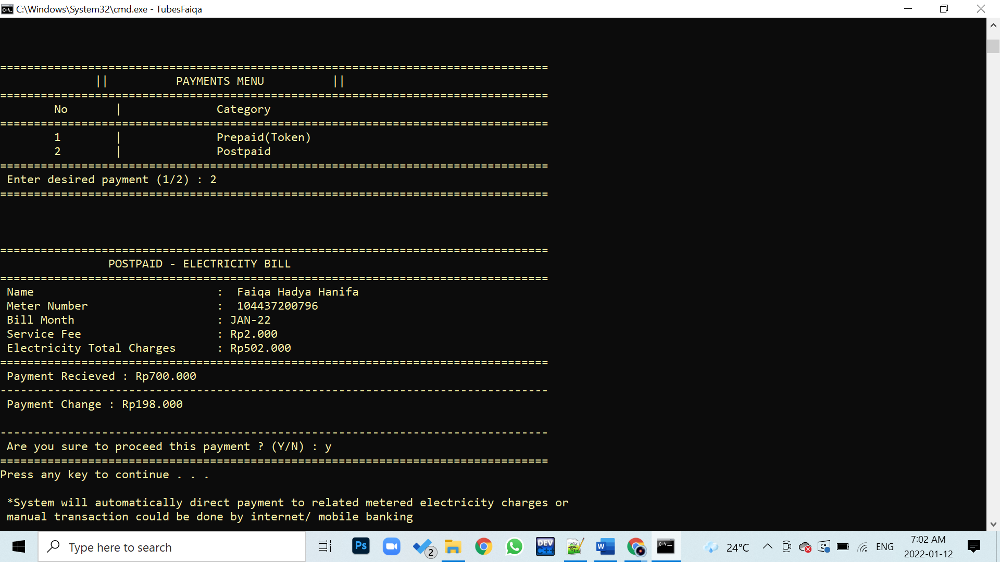 C:\Windows\System32\cmd.exe - TubesFaiqa
=================================================================================
|| PAYMENTS MENU ||
=================================================================================
No | Category
=================================================================================
1 | Prepaid(Token)
2 | Postpaid
=================================================================================
Enter desired payment (1/2) : 2
=================================================================================
=================================================================================
POSTPAID - ELECTRICITY BILL
=================================================================================
Name : Faiqa Hadya Hanifa
Meter Number : 104437200796
Bill Month : JAN-22
Service Fee : Rp2.000
Electricity Total Charges : Rp502.000
=================================================================================
Payment Recieved : Rp700.000
---------------------------------------------------------------------------------
Payment Change : Rp198.000
---------------------------------------------------------------------------------
Are you sure to proceed this payment ? (Y/N) : y
=================================================================================
Press any key to continue . . .
*System will automatically direct payment to related metered electricity charges or
manual transaction could be done by internet/ mobile banking
Type here to search
Ps
2
DEV
C++
W
24°C
ENG
7:02 AM
2022-01-12